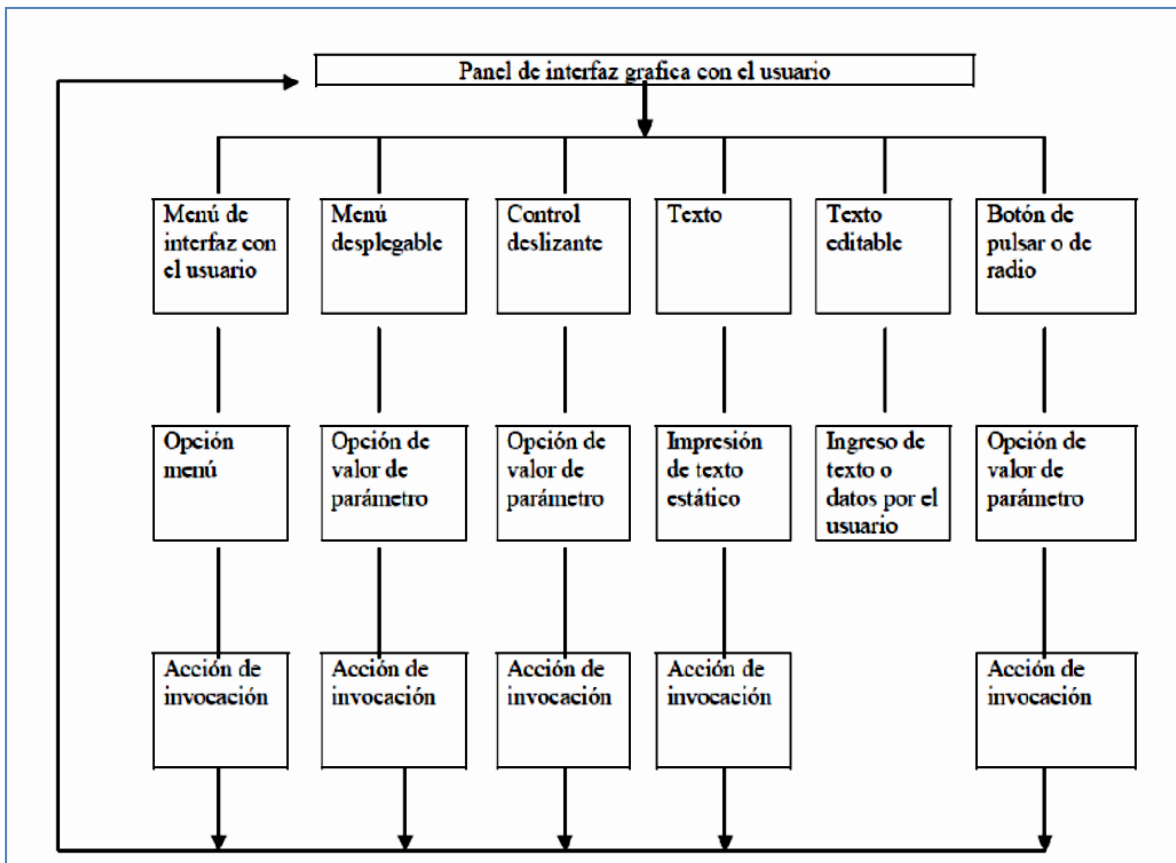 Panel de interfaz grafica con el usuario
Menú de
interfaz con
el usuario
Menú
desplegable
Control
deslizante
Texto
Texto
editable
Botón de
pulsar o de
radio
Opción
menú
Opción de
valor de
parámetro
Opción de
valor de
parámetro
Impresión
de texto
estático
Ingreso de
texto o
datos por el
usuario
Opción de
valor de
parámetro
Acción de
invocación
Acción de
invocación
Acción de
invocación
Acción de
invocación
Acción de
invocación